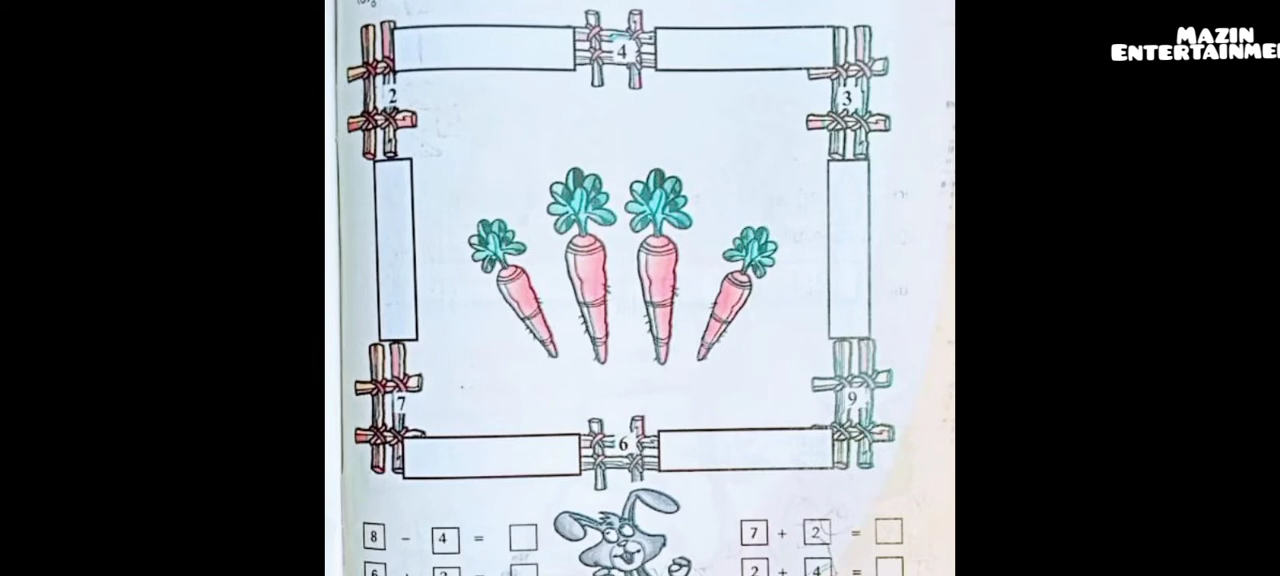 MAZIN
ENTERTAINME
4
2
3
7
9
6
8 - 4 =
7 + 2 =
2 + 4 =